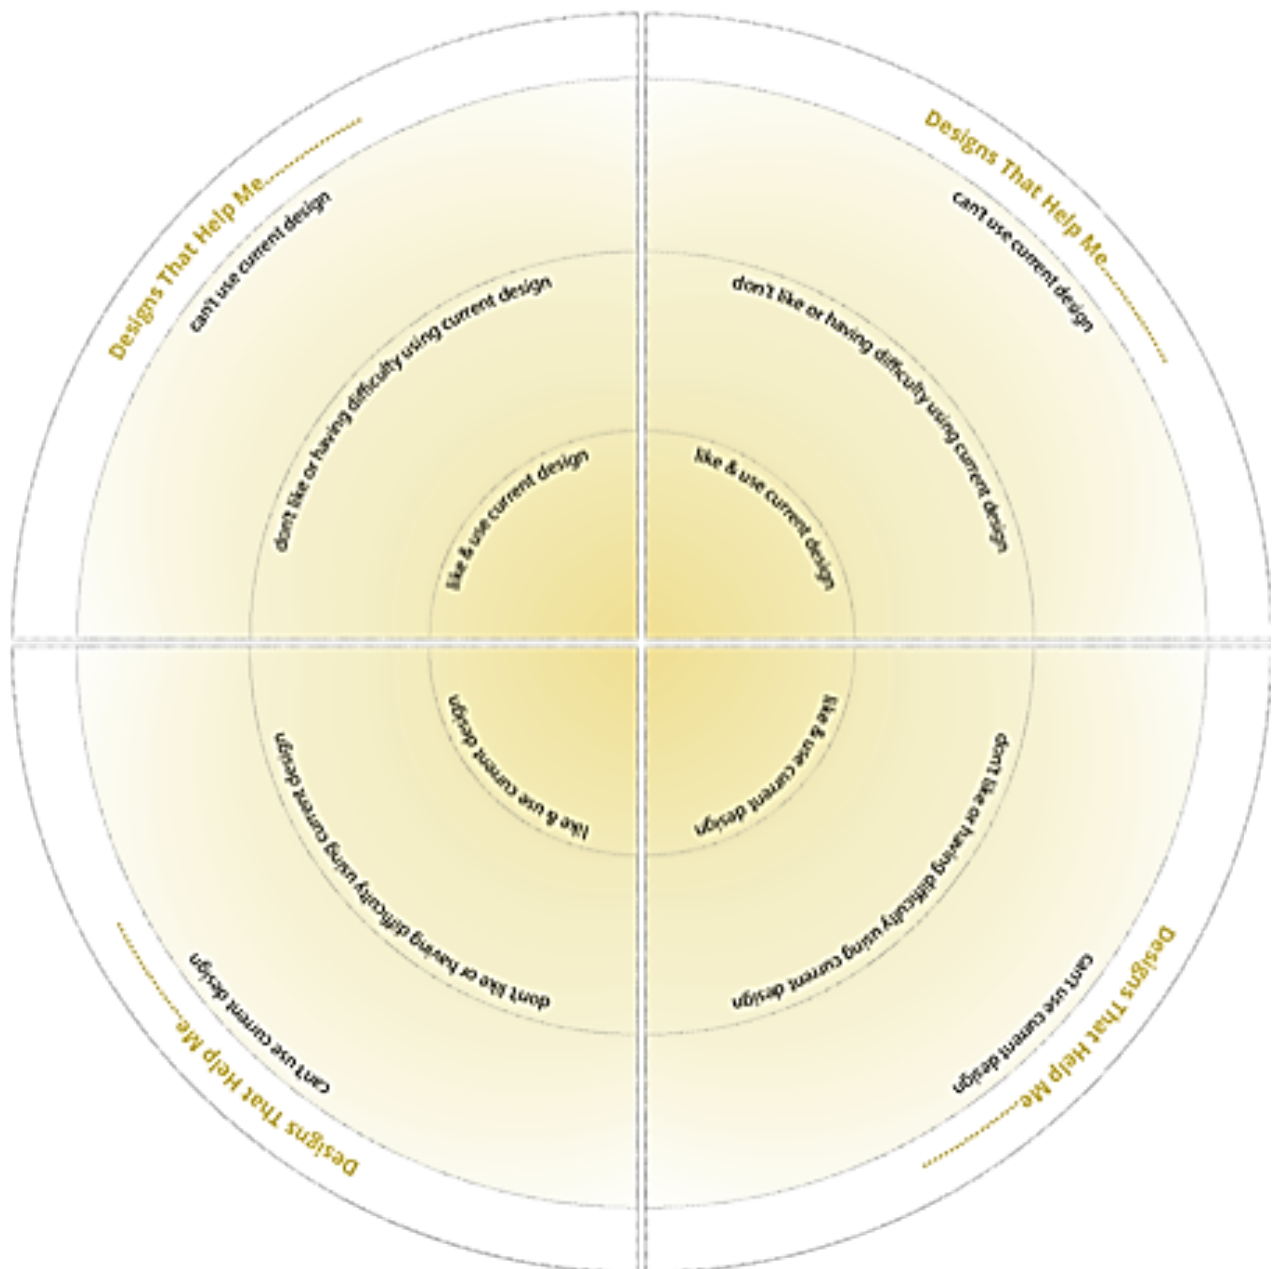 Designs That Help Me................
can't use current design
don't like or having difficulty using current design
like & use current design
Designs That Help Me................
can't use current design
don't like or having difficulty using current design
like & use current design
like & use current design
don't like or having difficulty using current design
can't use current design
Designs That Help Me................
like & use current design
don't like or having difficulty using current design
can't use current design
Designs That Help Me................